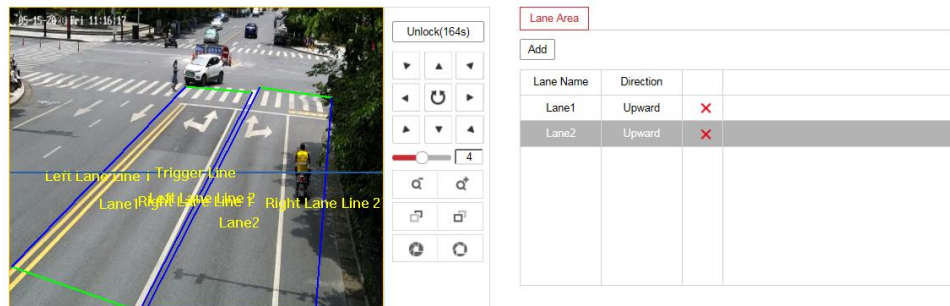 05-15-20 Fri 11:16:17
Unlock(164s)
4
Left Lane Line 1 Trigger Line
Lane1 Right Lane Line 1 Left Lane Line 2 Right Lane Line 2
Lane2
Lane Area
Add
Lane Name Direction
Lane1 Upward
Lane2 Upward